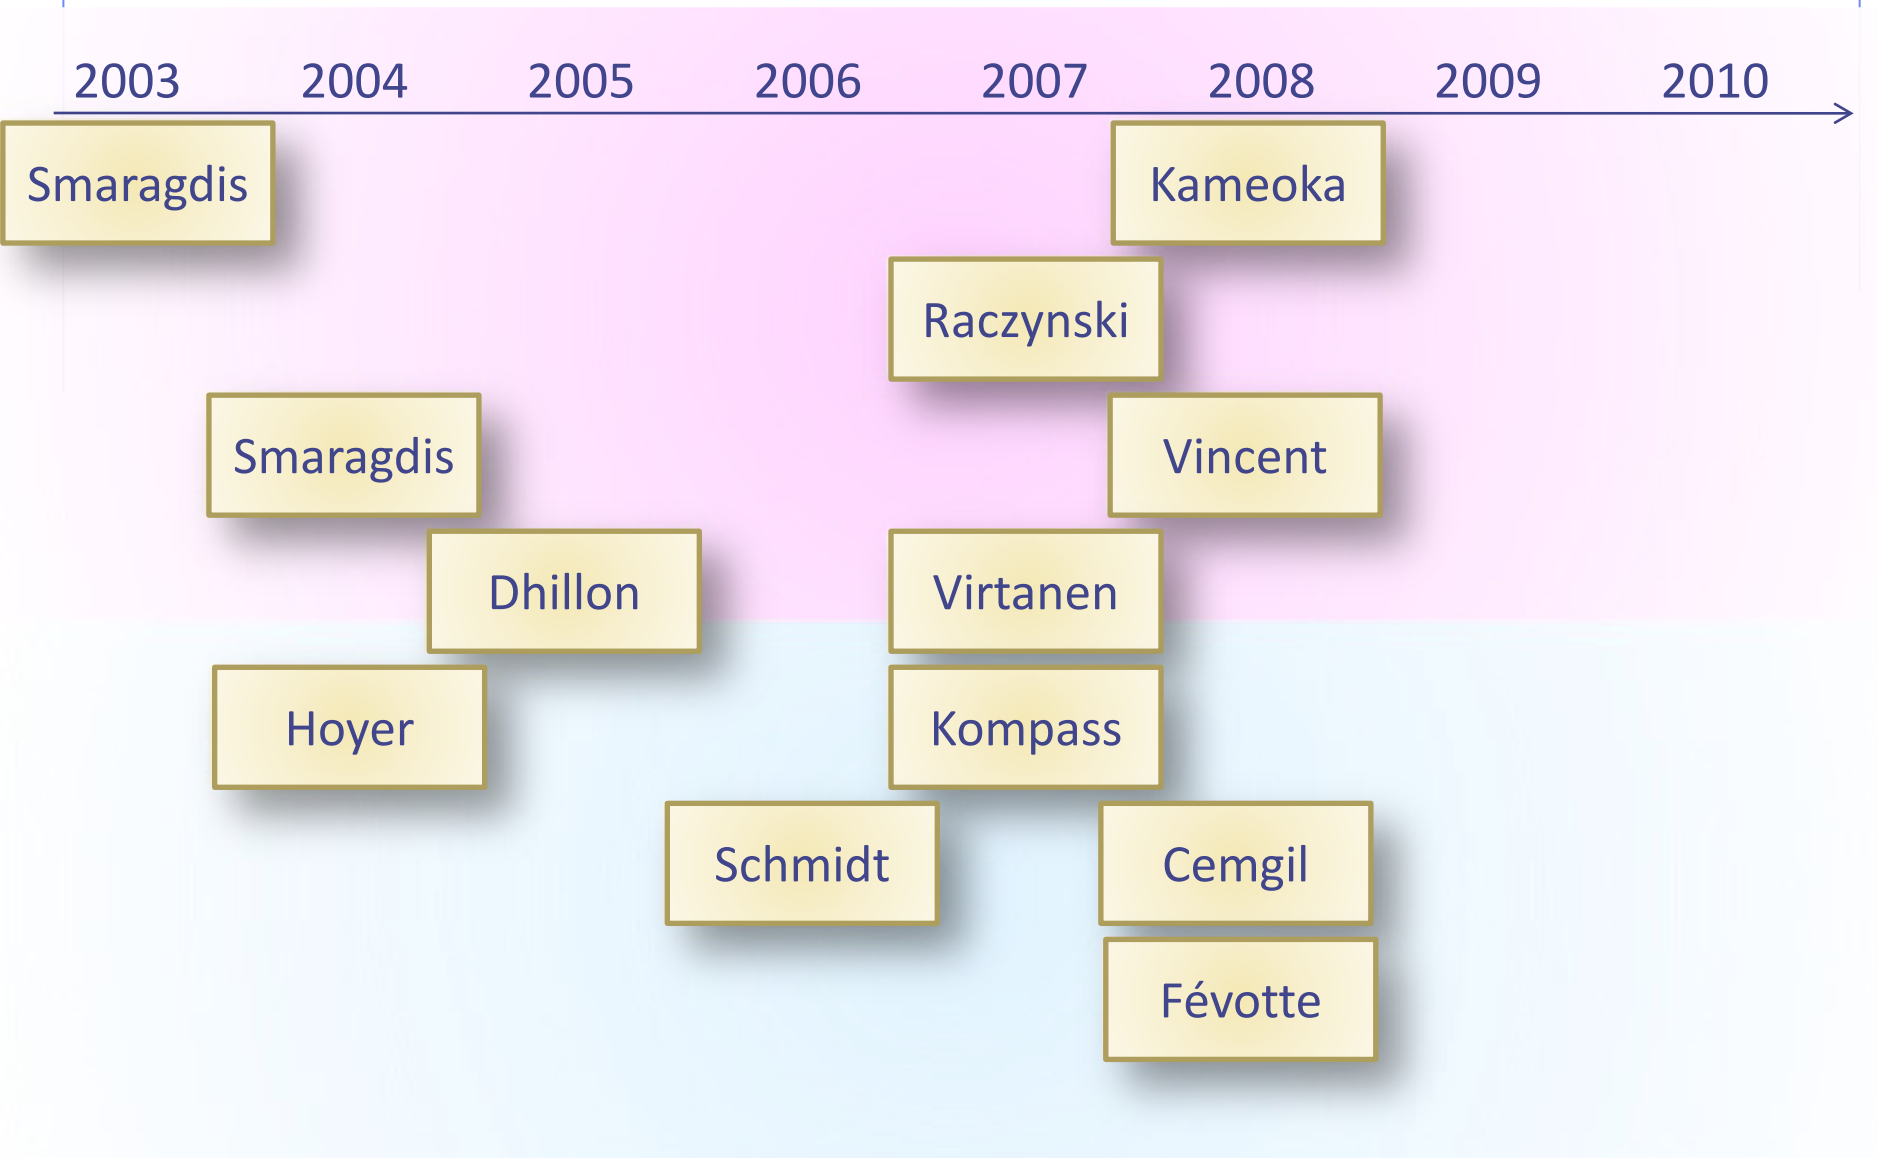 2003 2004 2005 2006 2007 2008 2009 2010
Smaragdis Kameoka
Raczynski
Smaragdis Vincent
Dhillon Virtanen
Hoyer Kompass
Schmidt Cemgil
Févotte